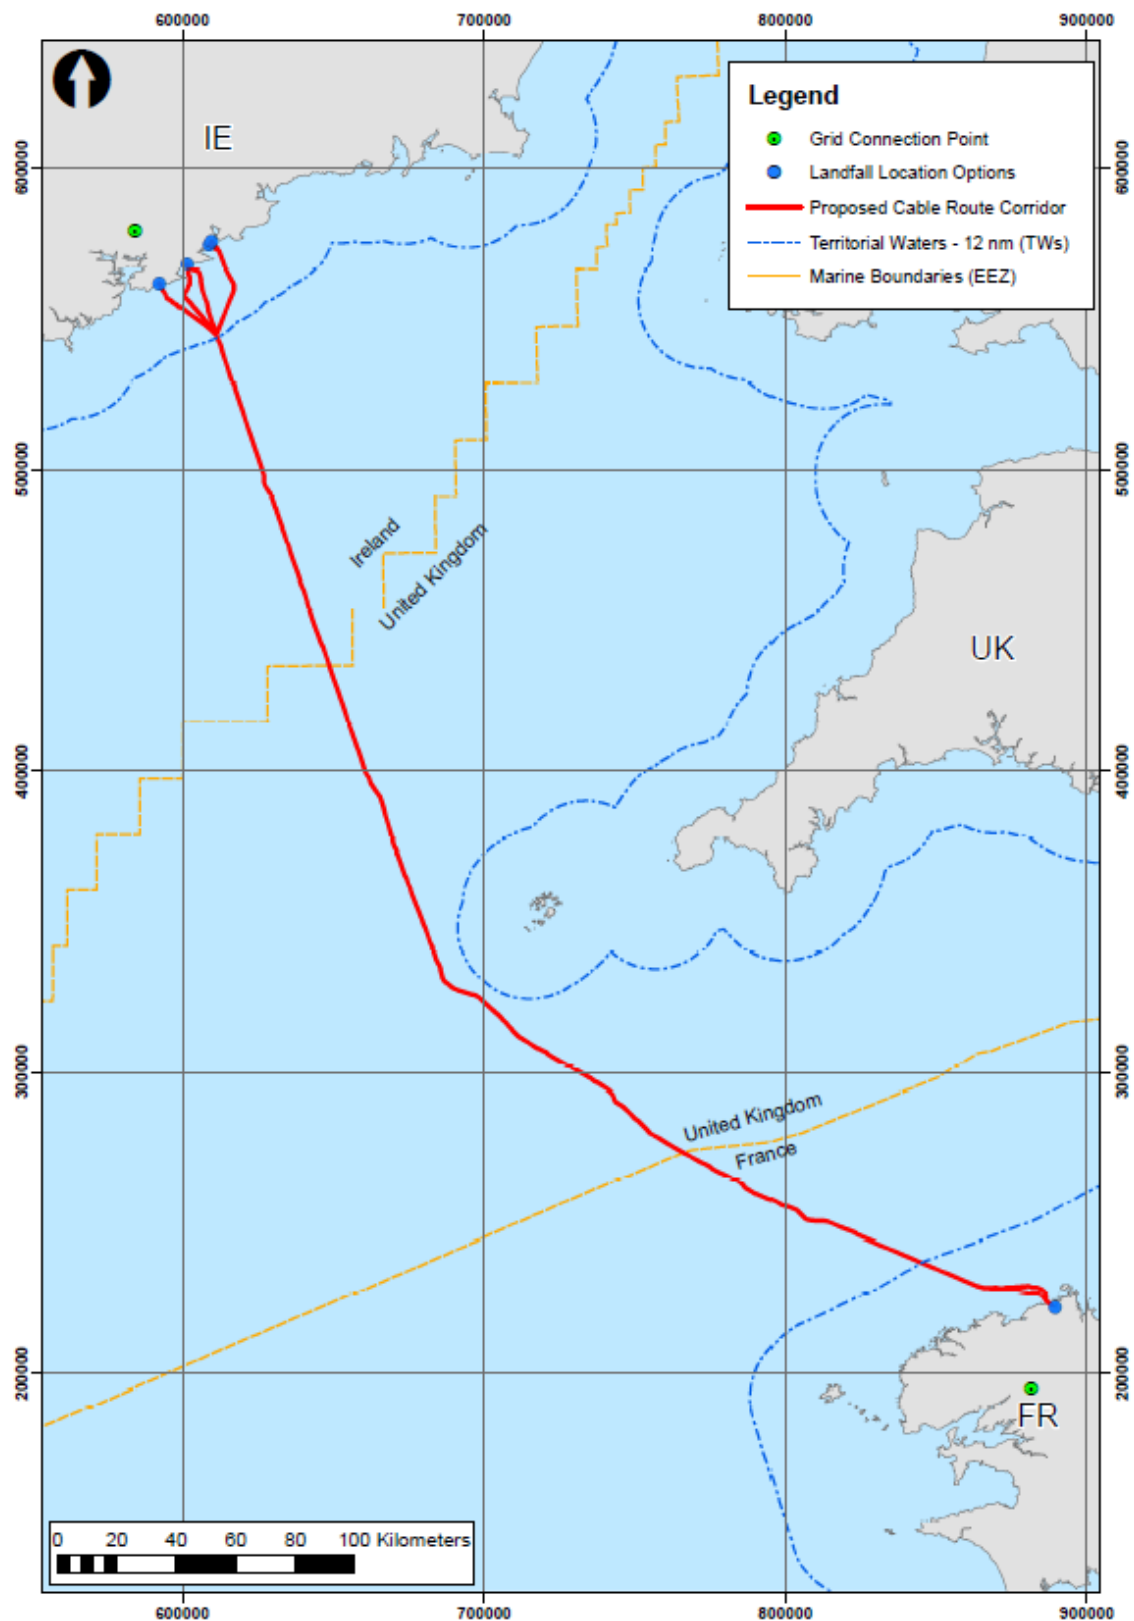 600000 700000 800000 900000
Legend
Grid Connection Point
Landfall Location Options
Proposed Cable Route Corridor
Territorial Waters - 12 nm (TWs)
Marine Boundaries (EEZ)
IE
600000 600000
500000 500000
Ireland
United Kingdom
UK
400000 400000
300000 300000
United Kingdom
France
200000 200000
FR
0 20 40 60 80 100 Kilometers
600000 700000 800000 900000